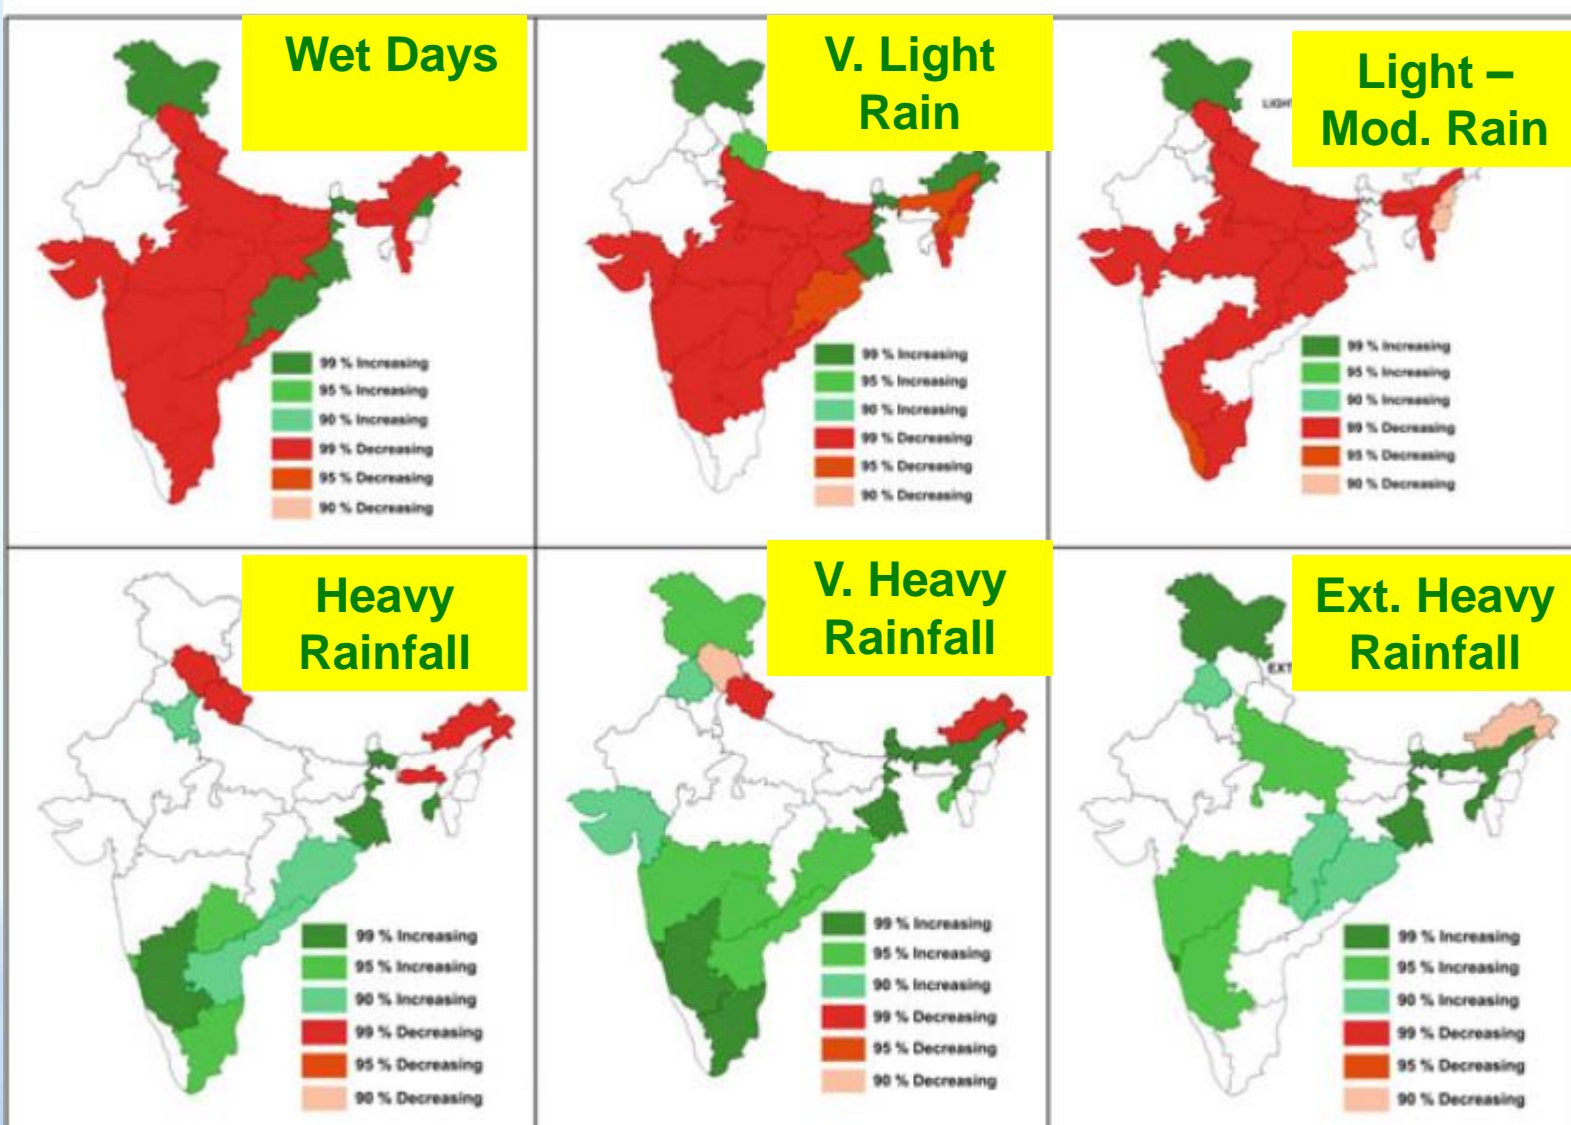 Wet Days
99 % Increasing
95 % Increasing
90 % Increasing
99 % Decreasing
95 % Decreasing
90 % Decreasing
V. Light
Rain
99 % Increasing
95 % Increasing
90 % Increasing
99 % Decreasing
95 % Decreasing
90 % Decreasing
Light –
Mod. Rain
LIGH
99 % Increasing
95 % Increasing
90 % Increasing
99 % Decreasing
95 % Decreasing
90 % Decreasing
Heavy
Rainfall
99 % Increasing
95 % Increasing
90 % Increasing
99 % Decreasing
95 % Decreasing
90 % Decreasing
V. Heavy
Rainfall
99 % Increasing
95 % Increasing
90 % Increasing
99 % Decreasing
95 % Decreasing
90 % Decreasing
Ext. Heavy
Rainfall
EXT
99 % Increasing
95 % Increasing
90 % Increasing
99 % Decreasing
95 % Decreasing
90 % Decreasing